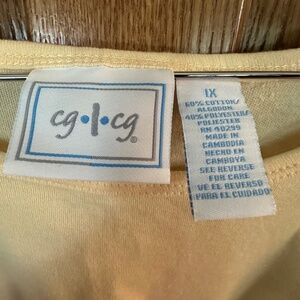 cg•l•cg®
1X
60% COTTON/
ALGODON
40% POLYESTER/
POLIESTER
RN 40299
MADE IN
CAMBODIA
HECHO EN
CAMBOYA
SEE REVERSE
FOR CARE
VE EL REVERSO
PARA EL CUIDADO